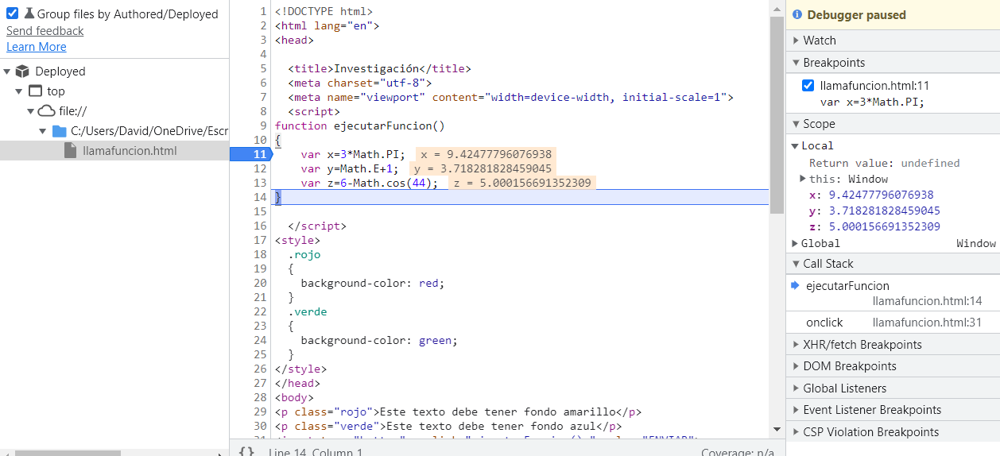 Group files by Authored/Deployed
Send feedback
Learn More
Deployed
top
file://
C:/Users/David/OneDrive/Escr
llamafuncion.html
1 <!DOCTYPE html>
2 <html lang="en">
3 <head>
4
5 <title>Investigación</title>
6 <meta charset="utf-8">
7 <meta name="viewport" content="width=device-width, initial-scale=1">
8 <script>
9 function ejecutarFuncion()
10 {
11 var x=3*Math.PI; x = 9.42477796076938
12 var y=Math.E+1; y = 3.718281828459045
13 var z=6-Math.cos(44); z = 5.000156691352309
14 }
15
16 </script>
17 <style>
18 .rojo
19 {
20 background-color: red;
21 }
22 .verde
23 {
24 background-color: green;
25 }
26 </style>
27 </head>
28 <body>
29 <p class="rojo">Este texto debe tener fondo amarillo</p>
30 <p class="verde">Este texto debe tener fondo azul</p>
{} Line 14, Column 1 Coverage: n/a
Debugger paused
Watch
Breakpoints
llamafuncion.html:11
var x=3*Math.PI;
Scope
Local
Return value: undefined
this: Window
x: 9.42477796076938
y: 3.718281828459045
z: 5.000156691352309
Global Window
Call Stack
ejecutarFuncion
llamafuncion.html:14
onclick llamafuncion.html:31
XHR/fetch Breakpoints
DOM Breakpoints
Global Listeners
Event Listener Breakpoints
CSP Violation Breakpoints